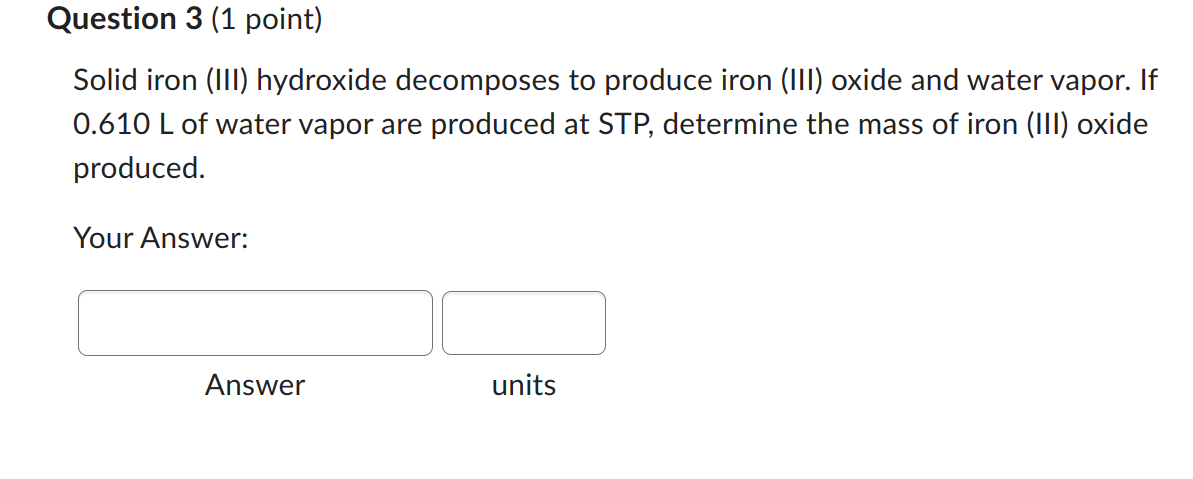 Question 3 (1 point)
Solid iron (III) hydroxide decomposes to produce iron (III) oxide and water vapor. If
0.610 L of water vapor are produced at STP, determine the mass of iron (III) oxide
produced.
Your Answer:
Answer
units